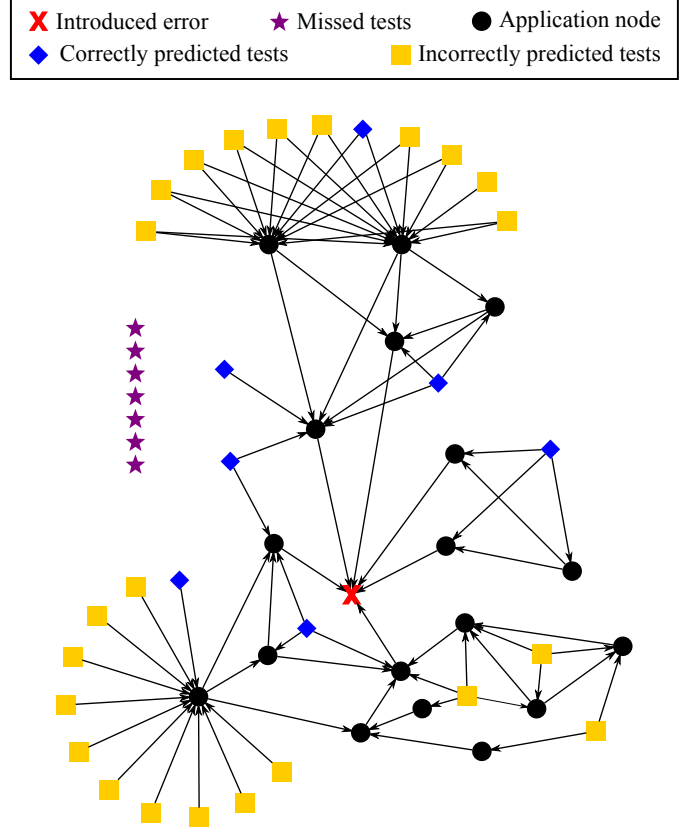 Introduced error Missed tests Application node
Correctly predicted tests Incorrectly predicted tests